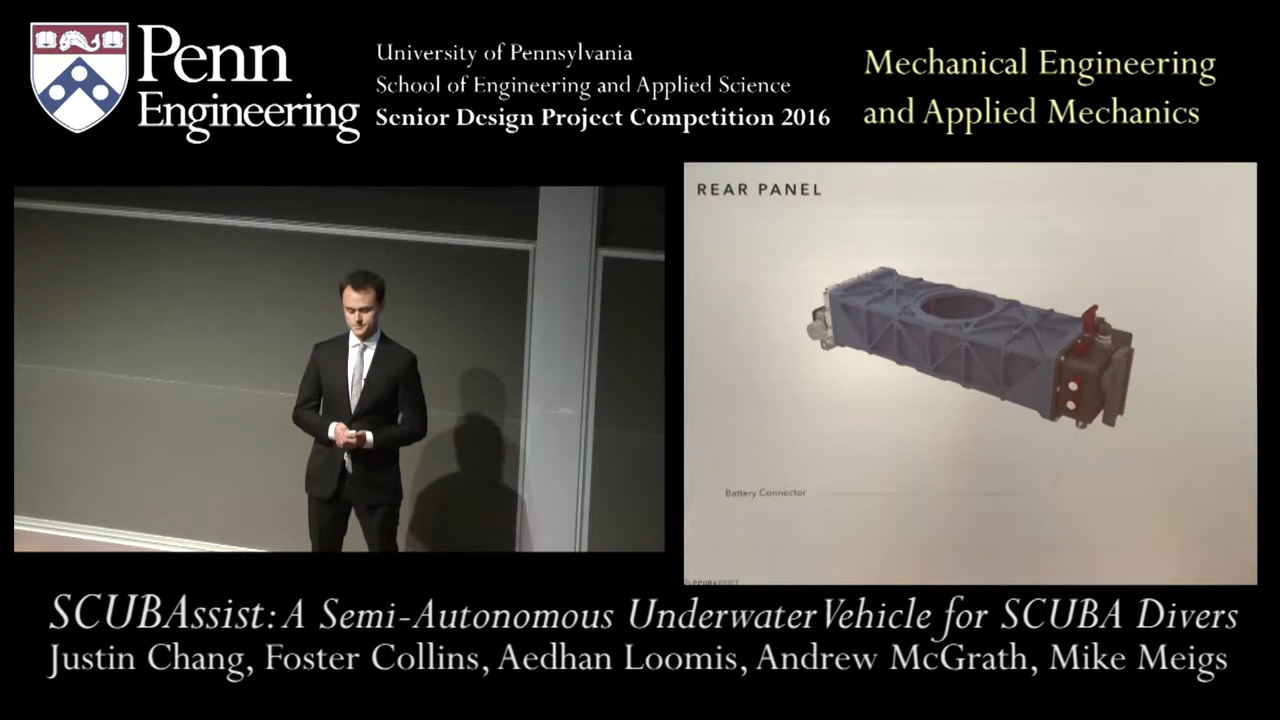 Penn
Engineering
University of Pennsylvania
School of Engineering and Applied Science
Senior Design Project Competition 2016
Mechanical Engineering
and Applied Mechanics
REAR PANEL
Battery Connector
SCUBASSIST
SCUBAssist: A Semi-Autonomous Underwater Vehicle for SCUBA Divers
Justin Chang, Foster Collins, Aedhan Loomis, Andrew McGrath, Mike Meigs